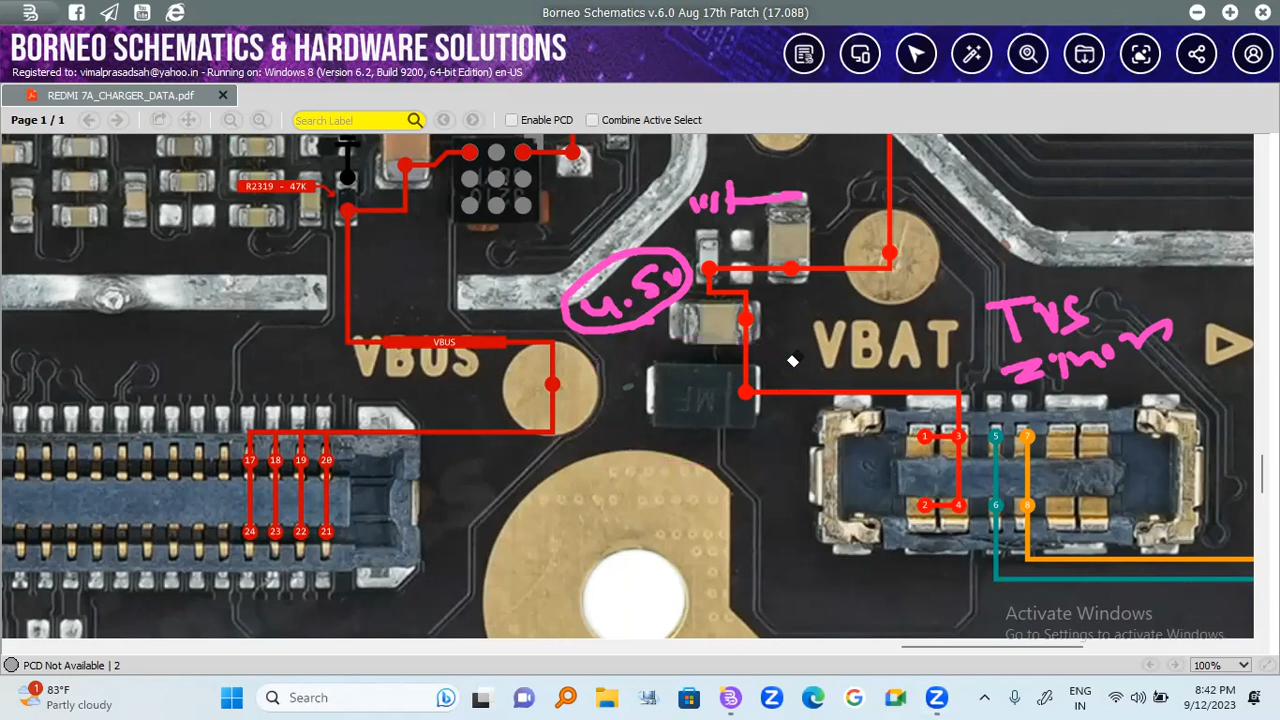 Borneo Schematics v.6.0 Aug 17th Patch (17.08B)
BORNEO SCHEMATICS & HARDWARE SOLUTIONS
Registered to: vimalprasadsah@yahoo.in - Running on: Windows 8 (Version 6.2, Build 9200, 64-bit Edition) en-US
REDMI 7A_CHARGER_DATA.pdf
Page 1 / 1
Search Label
Enable PCD
Combine Active Select
R2319 - 47K
4.5v
VBUS
VBUS
VBAT
TVS
MF
1 3 5 7
17 18 19 20
2 4 6 8
24 23 22 21
Activate Windows
Go to Settings to activate Windows.
PCD Not Available | 2
100%
1
83°F
Partly cloudy
Search
ENG
IN
8:42 PM
9/12/2023